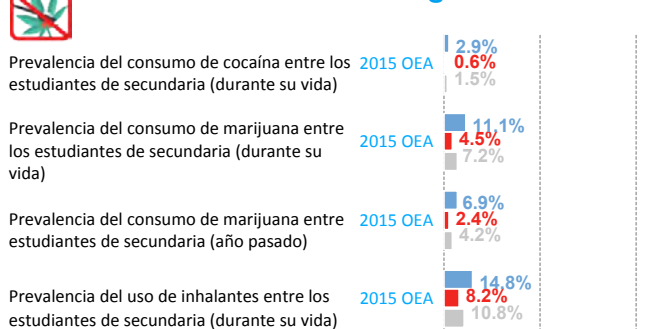 Prevalencia del consumo de cocaína entre los
estudiantes de secundaria (durante su vida)
2015 OEA
2.9%
0.6%
1.5%
Prevalencia del consumo de marijuana entre
los estudiantes de secundaria (durante su
vida)
2015 OEA
11,1%
4.5%
7.2%
Prevalencia del consumo de marijuana entre
estudiantes de secundaria (año pasado)
2015 OEA
6.9%
2.4%
4.2%
Prevalencia del uso de inhalantes entre los
estudiantes de secundaria (durante su vida)
2015 OEA
14,8%
8.2%
10.8%